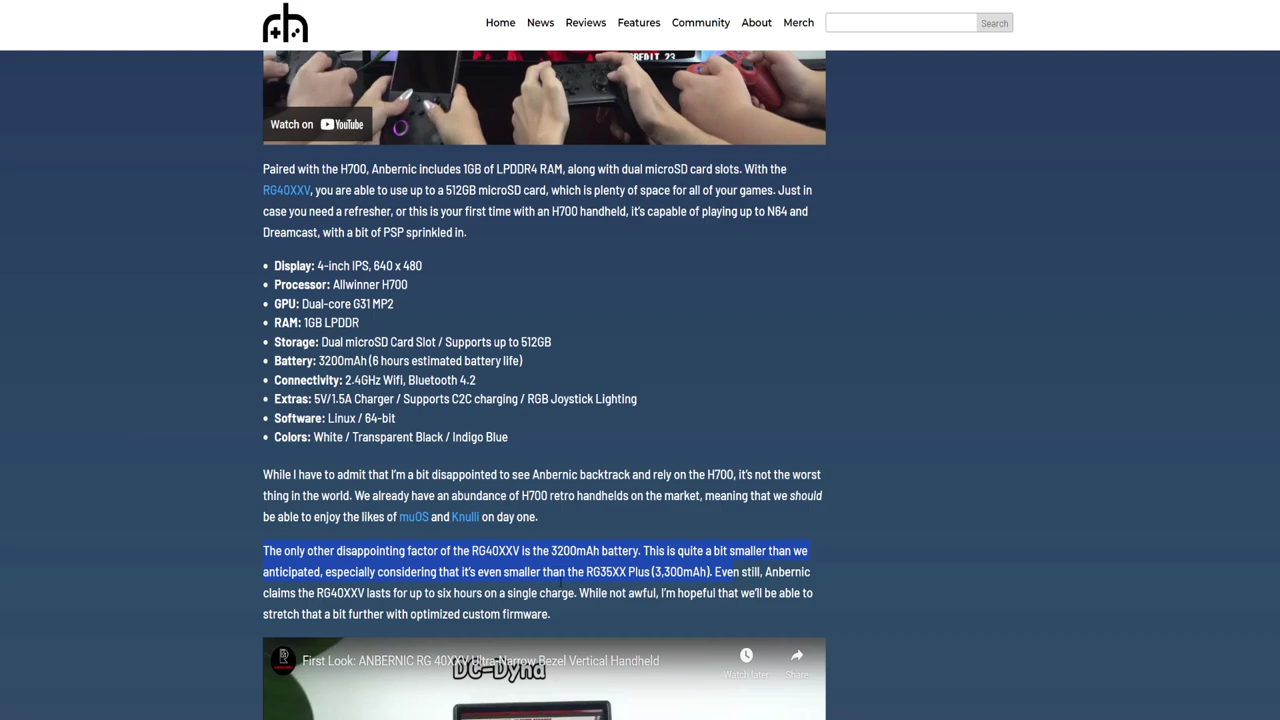 Home News Reviews Features Community About Merch Search
CREDIT 23
Watch on YouTube
Paired with the H700, Anbernic includes 1GB of LPDDR4 RAM, along with dual microSD card slots. With the
RG40XXV, you are able to use up to a 512GB microSD card, which is plenty of space for all of your games. Just in
case you need a refresher, or this is your first time with an H700 handheld, it's capable of playing up to N64 and
Dreamcast, with a bit of PSP sprinkled in.
• Display: 4-inch IPS, 640 x 480
• Processor: Allwinner H700
• GPU: Dual-core G31 MP2
• RAM: 1GB LPDDR
• Storage: Dual microSD Card Slot / Supports up to 512GB
• Battery: 3200mAh (6 hours estimated battery life)
• Connectivity: 2.4GHz Wifi, Bluetooth 4.2
• Extras: 5V/1.5A Charger / Supports C2C charging / RGB Joystick Lighting
• Software: Linux / 64-bit
• Colors: White / Transparent Black / Indigo Blue
While I have to admit that I'm a bit disappointed to see Anbernic backtrack and rely on the H700, it's not the worst
thing in the world. We already have an abundance of H700 retro handhelds on the market, meaning that we should
be able to enjoy the likes of muOS and Knulli on day one.
The only other disappointing factor of the RG40XXV is the 3200mAh battery. This is quite a bit smaller than we
anticipated, especially considering that it's even smaller than the RG35XX Plus (3,300mAh). Even still, Anbernic
claims the RG40XXV lasts for up to six hours on a single charge. While not awful, I'm hopeful that we'll be able to
stretch that a bit further with optimized custom firmware.
First Look: ANBERNIC RG 40XXV Ultra-Narrow Bezel Vertical Handheld
DC-Dyna
Watch later Share